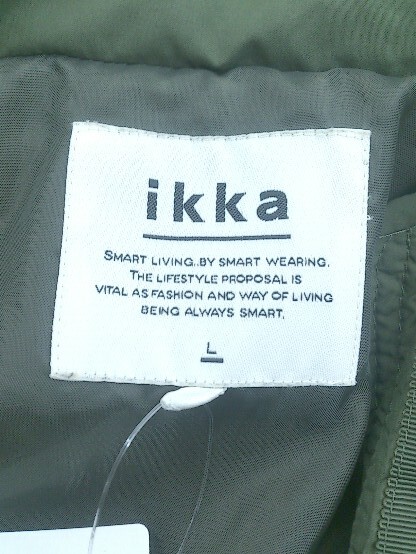 ikka
SMART LIVING..BY SMART WEARING.
THE LIFESTYLE PROPOSAL IS
VITAL AS FASHION AND WAY OF LIVING
BEING ALWAYS SMART.
L